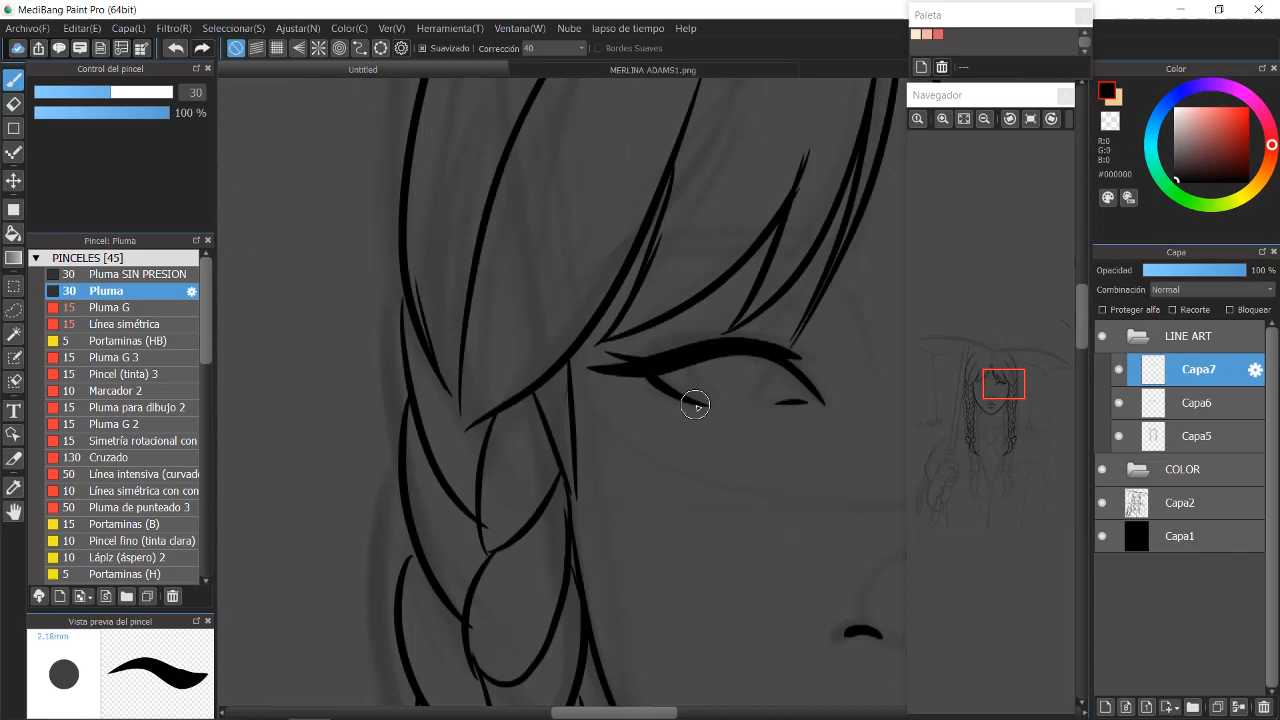 MediBang Paint Pro (64bit)
Archivo(F) Editar(E) Capa(L) Filtro(R) Seleccionar(S) Ajustar(N) Color(C) Ver(V) Herramienta(T) Ventana(W) Nube lapso de tiempo Help
Suavizado Corrección 40 Bordes Suaves
Paleta
---
Control del pincel
Untitled
MERLINA ADAMS1.png
30
100 %
Navegador
Color
R:0
G:0
B:0
#000000
Pincel: Pluma
PINCELES [45]
30 Pluma SIN PRESION
30 Pluma
15 Pluma G
15 Línea simétrica
5 Portaminas (HB)
15 Pluma G 3
15 Pincel (tinta) 3
10 Marcador 2
15 Pluma para dibujo 2
15 Pluma G 2
15 Simetría rotacional con
130 Cruzado
50 Línea intensiva (curvado
10 Línea simétrica con con
50 Pluma de punteado 3
15 Portaminas (B)
10 Pincel fino (tinta clara)
10 Lápiz (áspero) 2
5 Portaminas (H)
Vista previa del pincel
2.18mm
Capa
Opacidad 100 %
Combinación Normal
Proteger alfa Recorte Bloquear
LINE ART
Capa7
Capa6
Capa5
COLOR
Capa2
Capa1